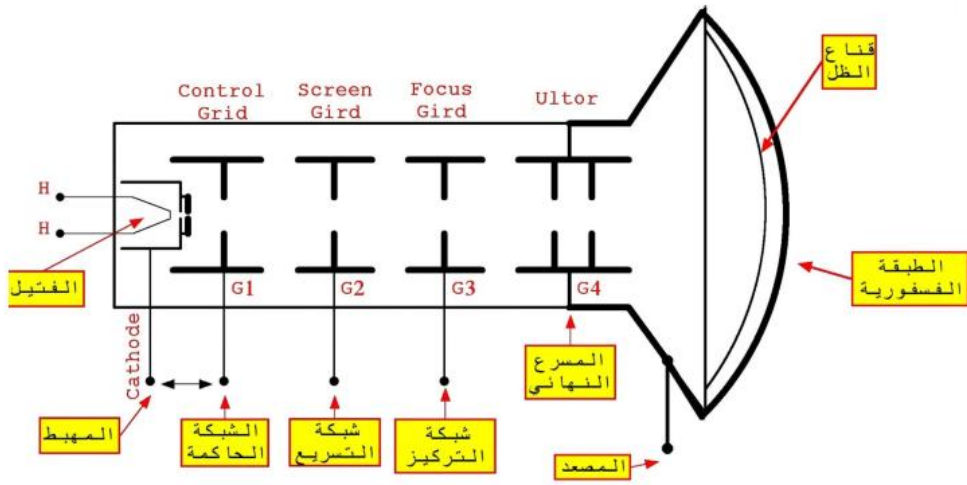 Control
Grid
Screen
Gird
Focus
Gird
Ultor
قناع
الظل
H
H
الفتيل
G1
G2
G3
G4
الطبقة
الفسفورية
Cathode
المسرع
النهائي
المهبط
الشبكة
الحاكمة
شبكة
التسريع
شبكة
التركيز
المصعد